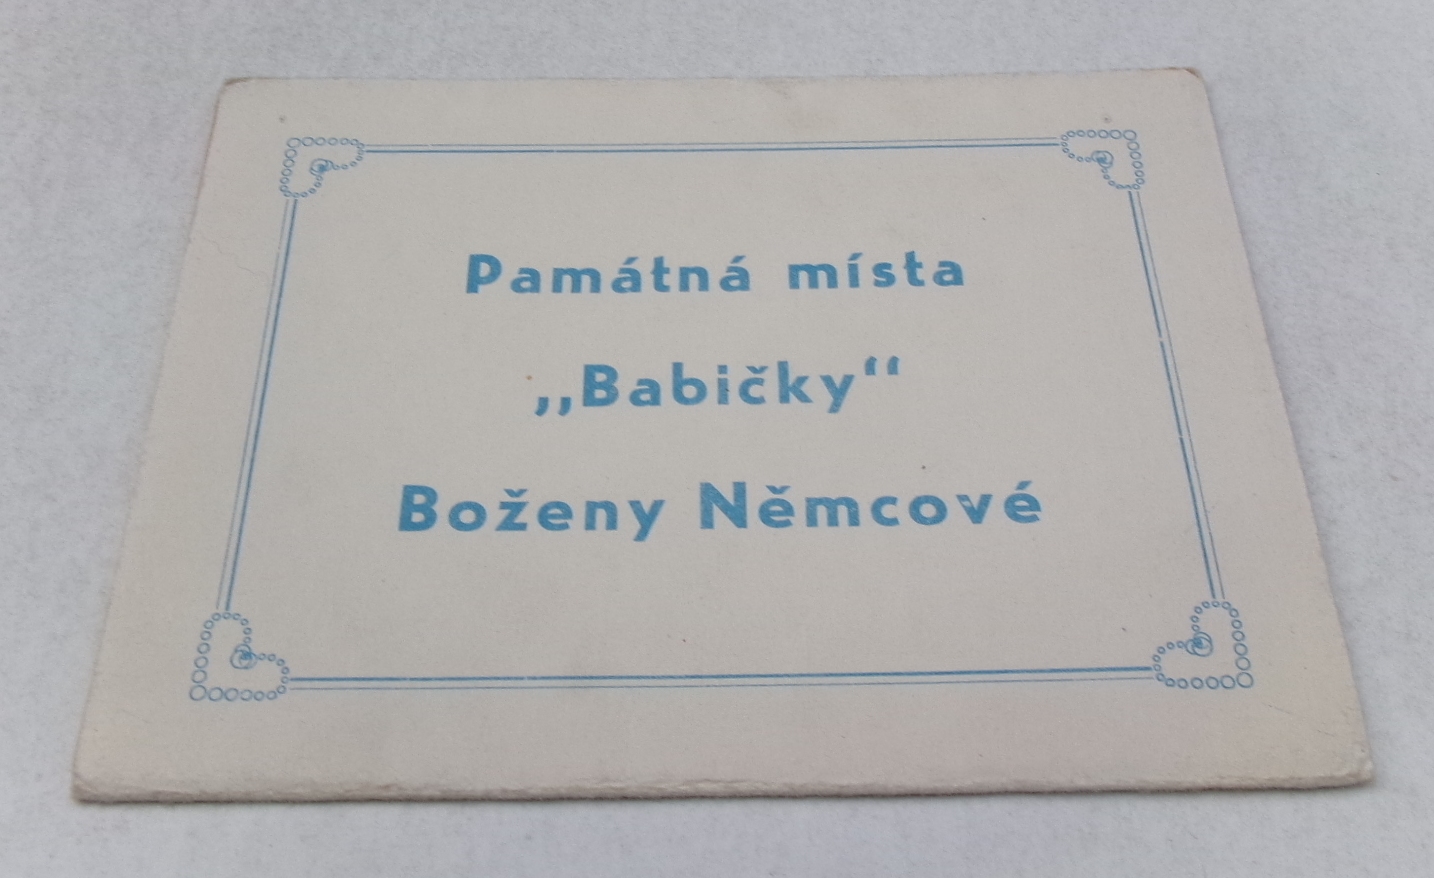 Památná místa
,,Babičky“
Boženy Němcové